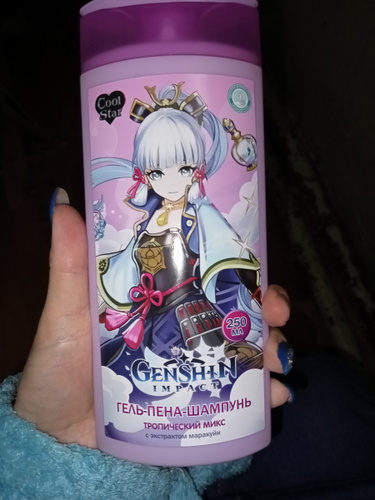 Cool
Star
250
МЛ
GENSHIN
IMPACT
ГЕЛЬ-ПЕНА-ШАМПУНЬ
ТРОПИЧЕСКИЙ МИКС
с экстрактом маракуйи